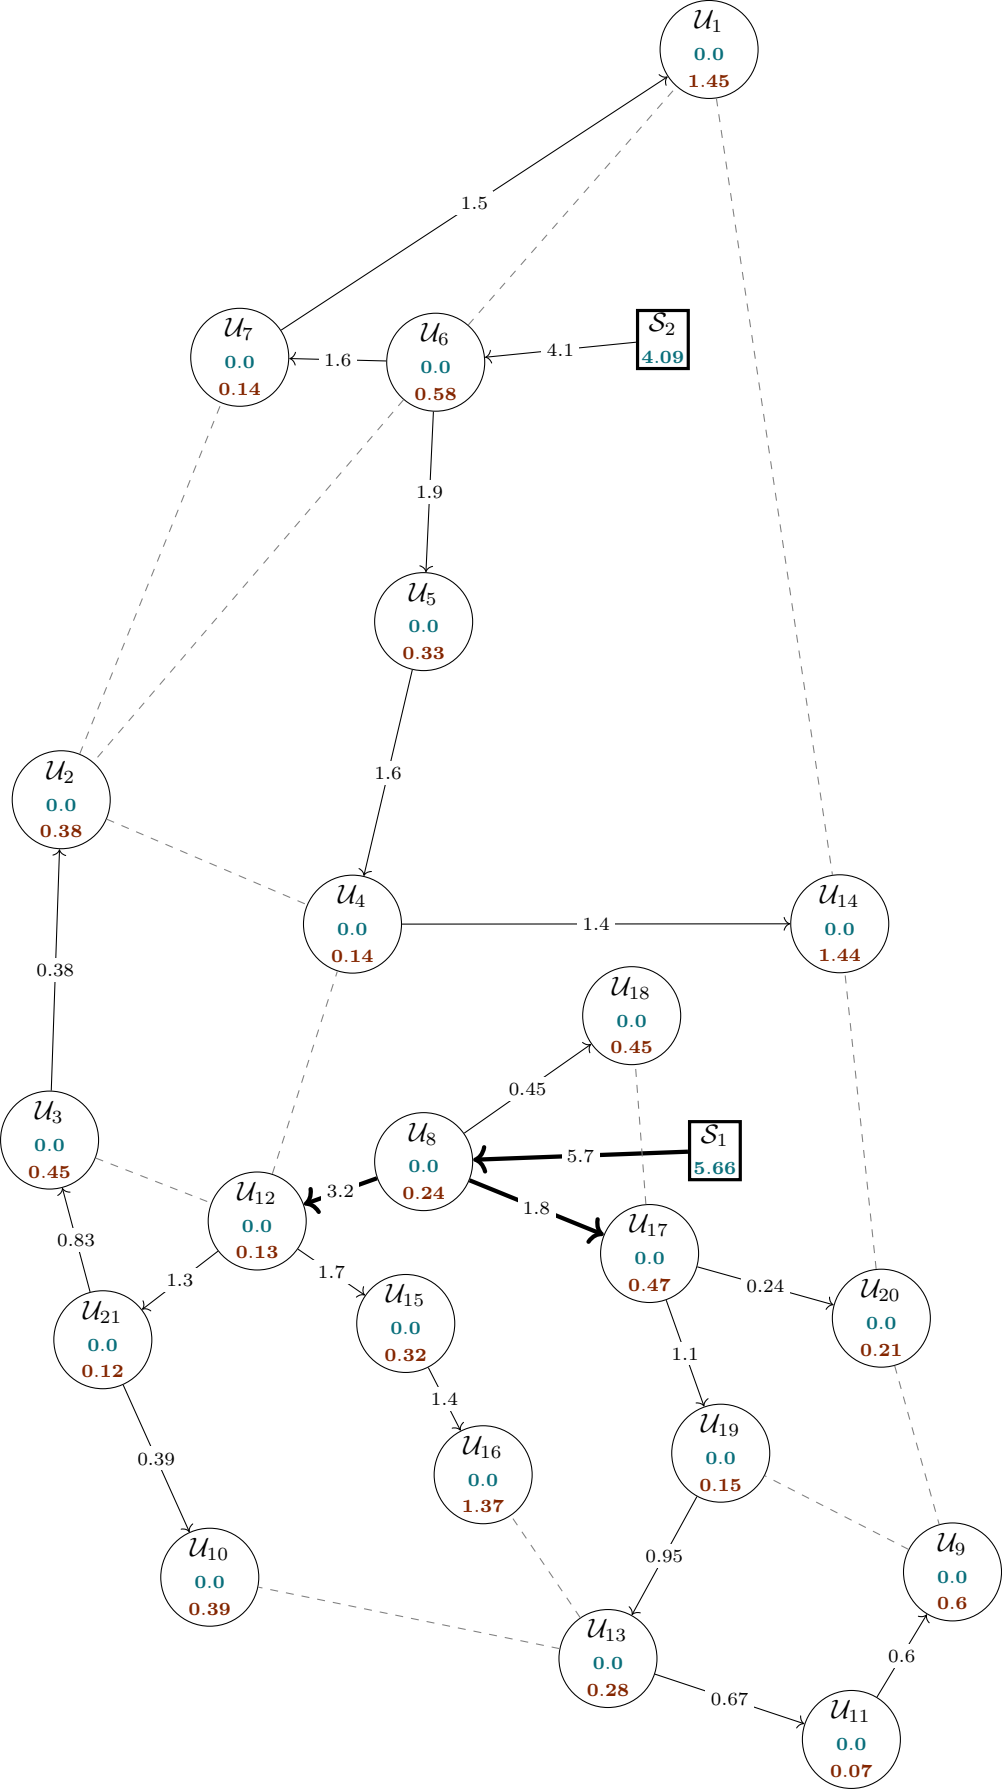 𝒰₁
0.0
1.45
1.5
𝒰₇
0.0
0.14
1.6
𝒰₆
0.0
0.58
4.1
𝒮₂
4.09
1.9
𝒰₅
0.0
0.33
1.6
𝒰₂
0.0
0.38
𝒰₄
0.0
0.14
1.4
𝒰₁₄
0.0
1.44
0.38
𝒰₁₈
0.0
0.45
0.45
𝒰₃
0.0
0.45
𝒰₈
0.0
0.24
5.7
𝒮₁
5.66
3.2
1.8
𝒰₁₂
0.0
0.13
𝒰₁₇
0.0
0.47
0.83
1.3
1.7
0.24
𝒰₂₁
0.0
0.12
𝒰₁₅
0.0
0.32
𝒰₂₀
0.0
0.21
1.1
1.4
0.39
𝒰₁₆
0.0
1.37
𝒰₁₉
0.0
0.15
0.95
𝒰₁₀
0.0
0.39
𝒰₉
0.0
0.6
𝒰₁₃
0.0
0.28
0.6
0.67
𝒰₁₁
0.0
0.07